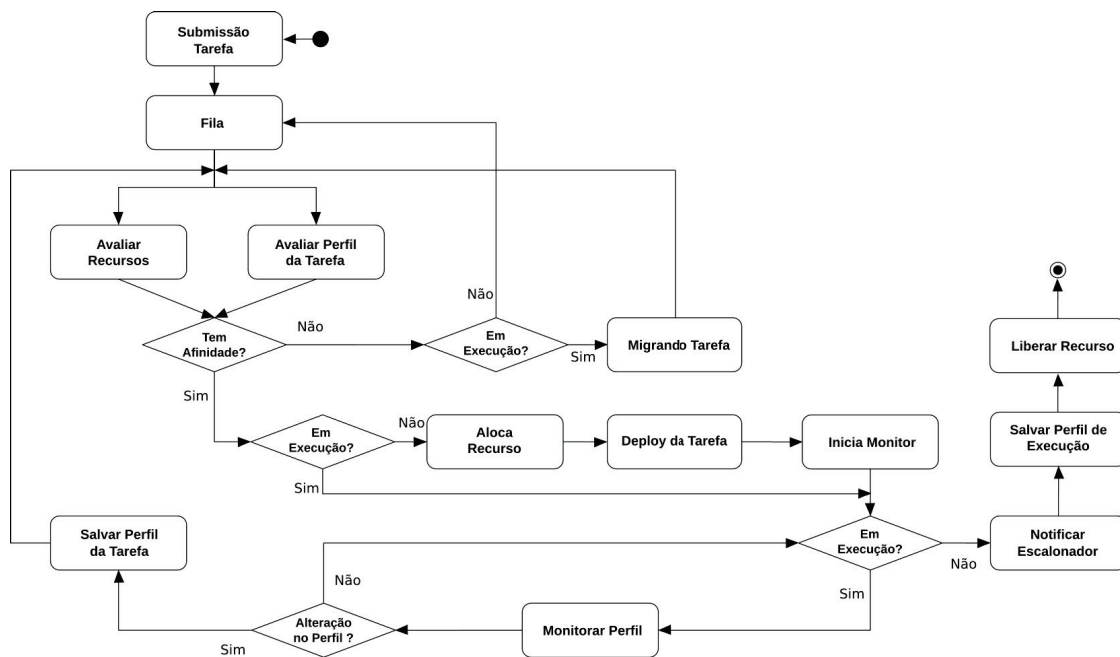 Submissão
Tarefa
Fila
Avaliar
Recursos
Avaliar Perfil
da Tarefa
Não
Tem
Afinidade?
Não
Em
Execução?
Sim
Migrando Tarefa
Liberar Recurso
Sim
Em
Execução?
Não
Aloca
Recurso
Deploy da Tarefa
Inicia Monitor
Salvar Perfil de
Execução
Sim
Salvar Perfil
da Tarefa
Em
Execução?
Não
Notificar
Escalonador
Não
Sim
Alteração
no Perfil ?
Sim
Monitorar Perfil